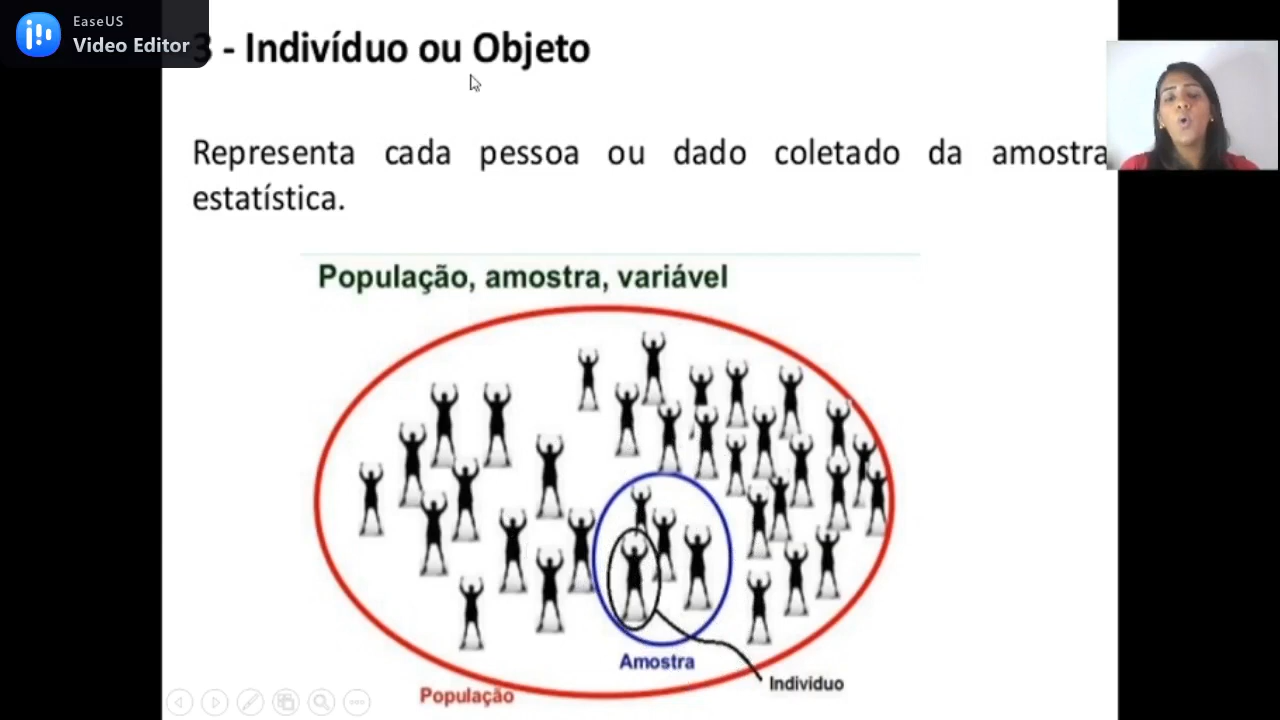 EaseUS
Video Editor
3 - Indivíduo ou Objeto
Representa cada pessoa ou dado coletado da amostra
estatística.
População, amostra, variável
Amostra
Individuo
População